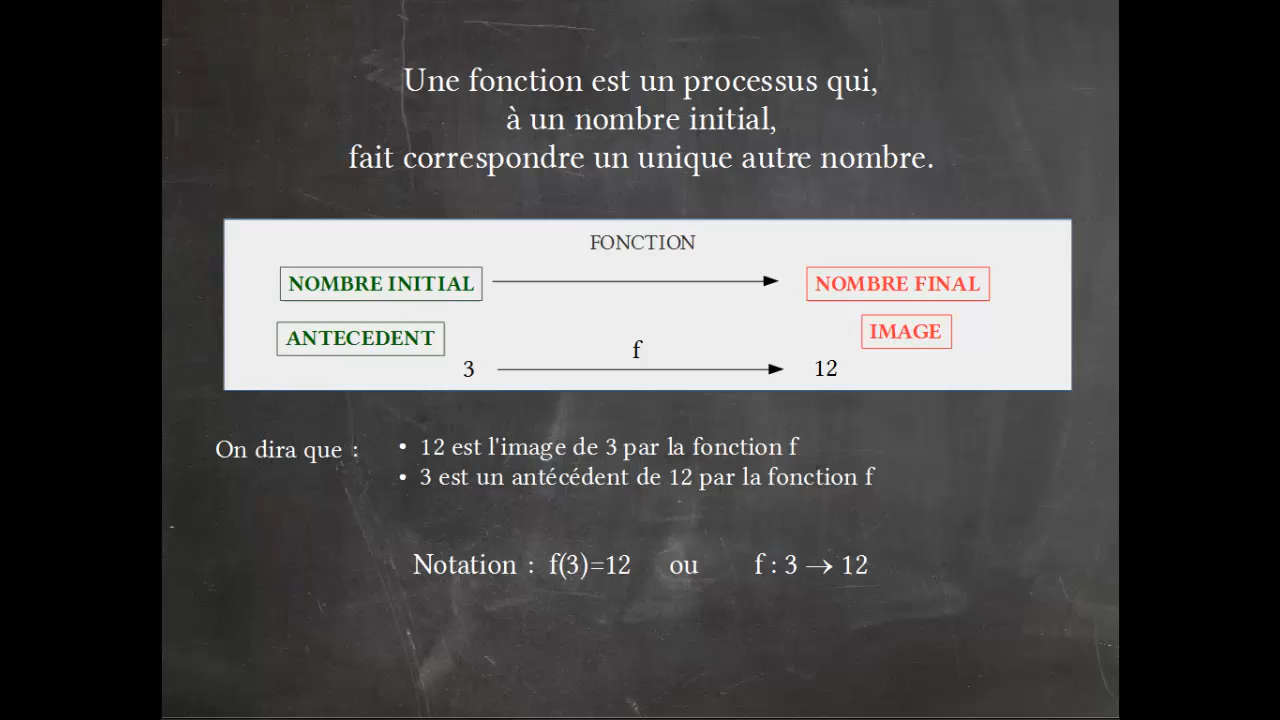 Une fonction est un processus qui,
à un nombre initial,
fait correspondre un unique autre nombre.
FONCTION
NOMBRE INITIAL
NOMBRE FINAL
ANTECEDENT
IMAGE
f
3
12
On dira que :
• 12 est l'image de 3 par la fonction f
• 3 est un antécédent de 12 par la fonction f
Notation : f(3)=12 ou f : 3 → 12